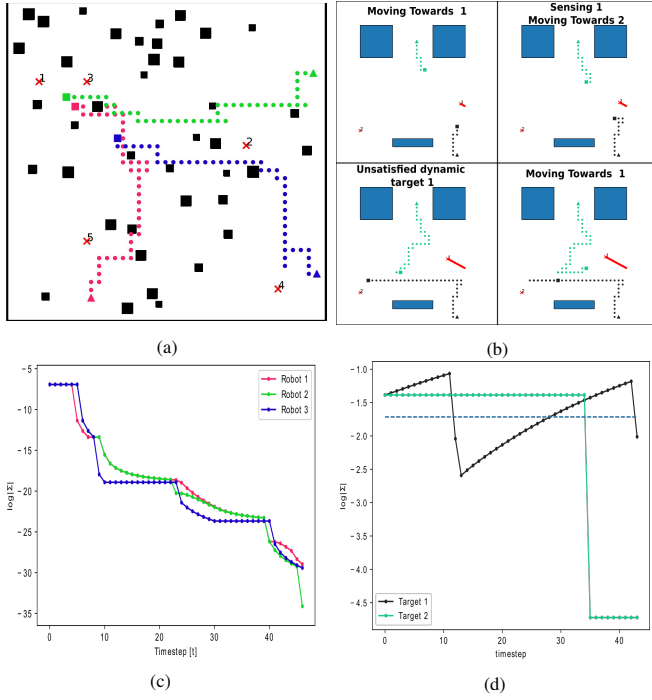 1
3
2
5
4
(a)
Moving Towards 1
Sensing 1
Moving Towards 2
Unsatisfied dynamic
target 1
Moving Towards 1
(b)
−5
−10
−15
−20
−25
−30
−35
log|Σ|
0
10
20
30
40
Timestep [t]
Robot 1
Robot 2
Robot 3
(c)
−1.0
−1.5
−2.0
−2.5
−3.0
−3.5
−4.0
−4.5
log|Σ|
0
10
20
30
40
timestep
Target 1
Target 2
(d)